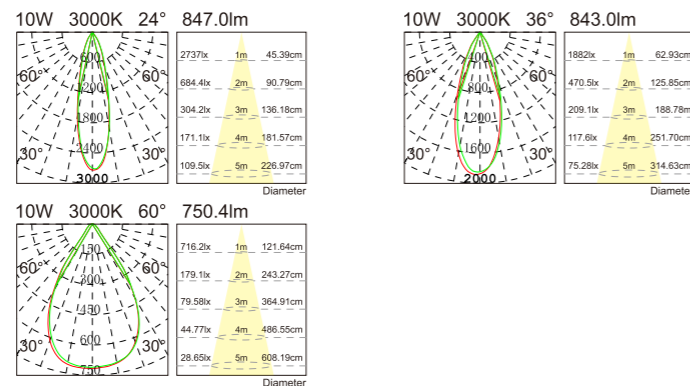 10W 3000K 24° 847.0lm
600
1200
1800
2400
3000
60° 60°
30° 30°
2737lx 1m 45.39cm
684.4lx 2m 90.79cm
304.2lx 3m 136.18cm
171.1lx 4m 181.57cm
109.5lx 5m 226.97cm
Diameter
10W 3000K 36° 843.0lm
400
800
1200
1600
2000
60° 60°
30° 30°
1882lx 1m 62.93cm
470.5lx 2m 125.85cm
209.1lx 3m 188.78cm
117.6lx 4m 251.70cm
75.28lx 5m 314.63cm
Diameter
10W 3000K 60° 750.4lm
150
300
450
600
750
60° 60°
30° 30°
716.2lx 1m 121.64cm
179.1lx 2m 243.27cm
79.58lx 3m 364.91cm
44.77lx 4m 486.55cm
28.65lx 5m 608.19cm
Diameter